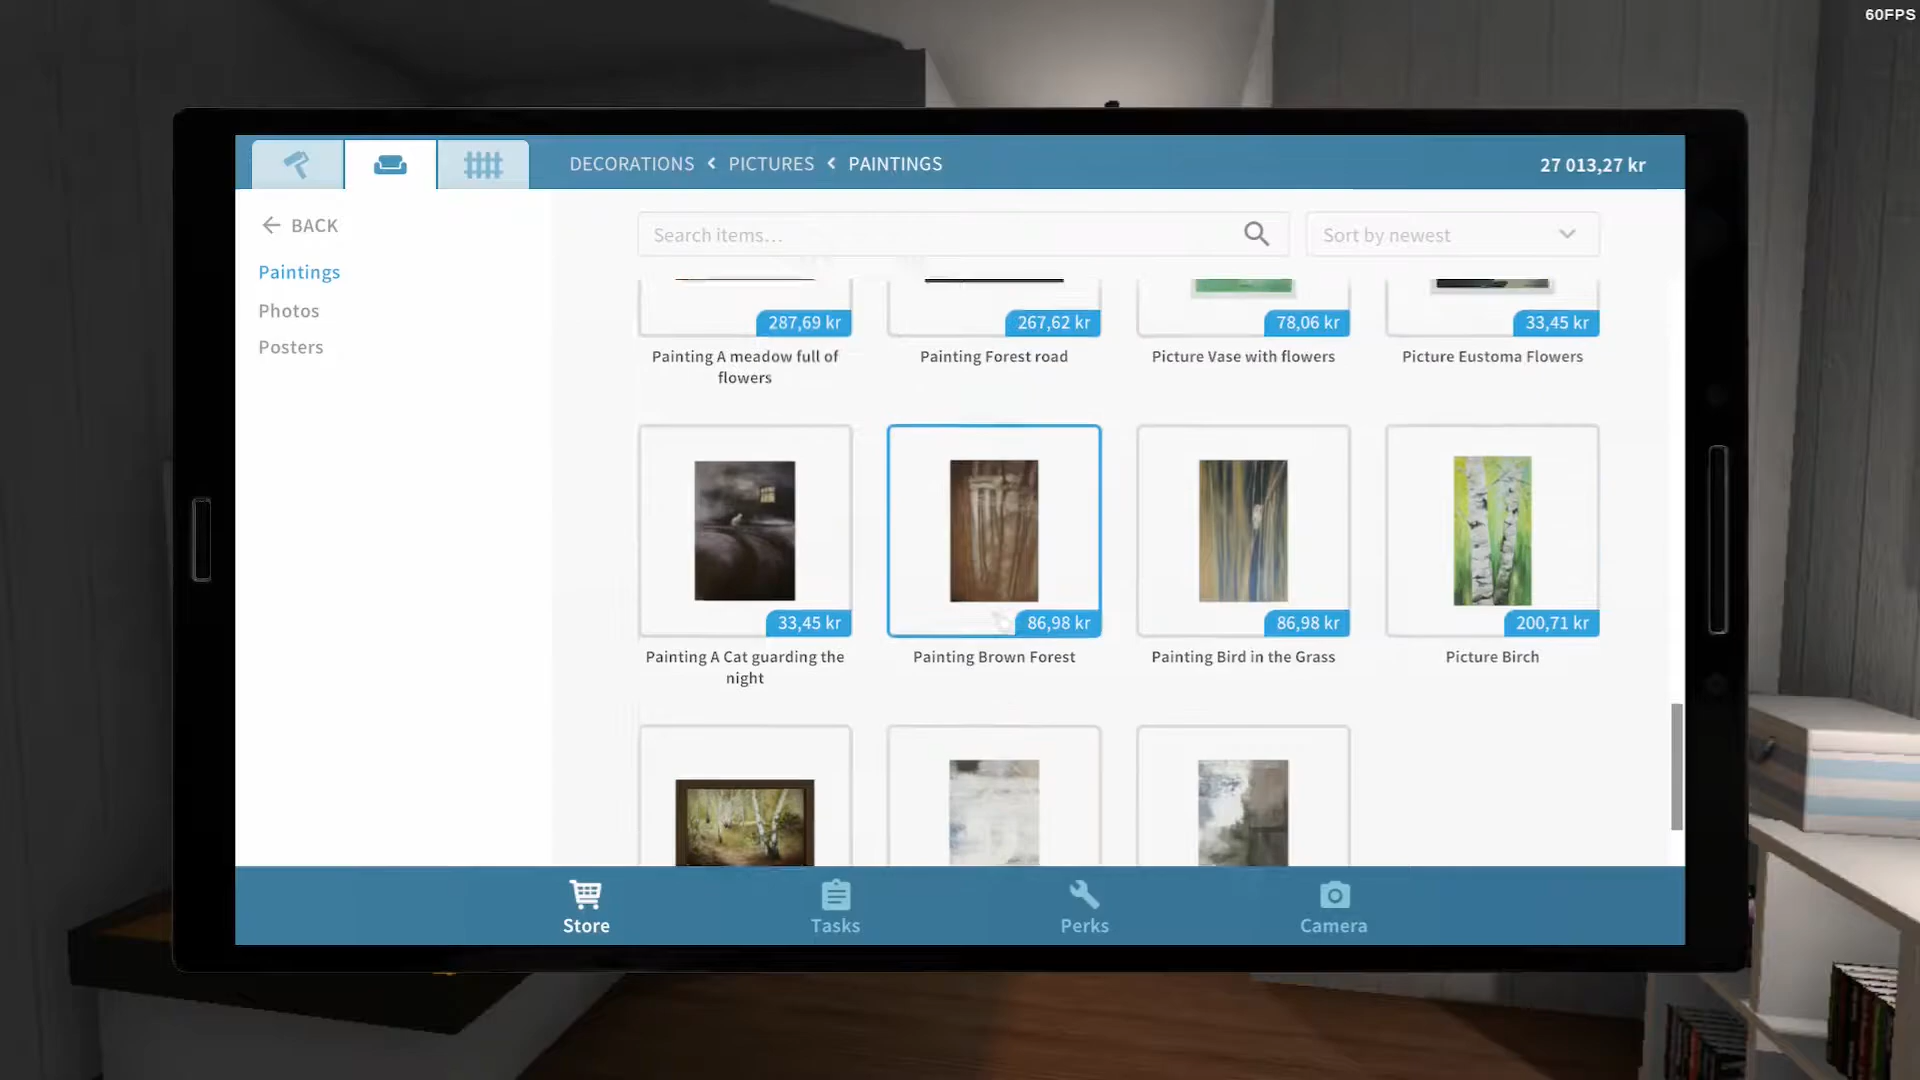 60FPS
DECORATIONS < PICTURES < PAINTINGS
27 013,27 kr
BACK
Paintings
Photos
Posters
Search items...
Sort by newest
287,69 kr
267,62 kr
78,06 kr
33,45 kr
Painting A meadow full of
flowers
Painting Forest road
Picture Vase with flowers
Picture Eustoma Flowers
33,45 kr
86,98 kr
86,98 kr
200,71 kr
Painting A Cat guarding the
night
Painting Brown Forest
Painting Bird in the Grass
Picture Birch
Store
Tasks
Perks
Camera